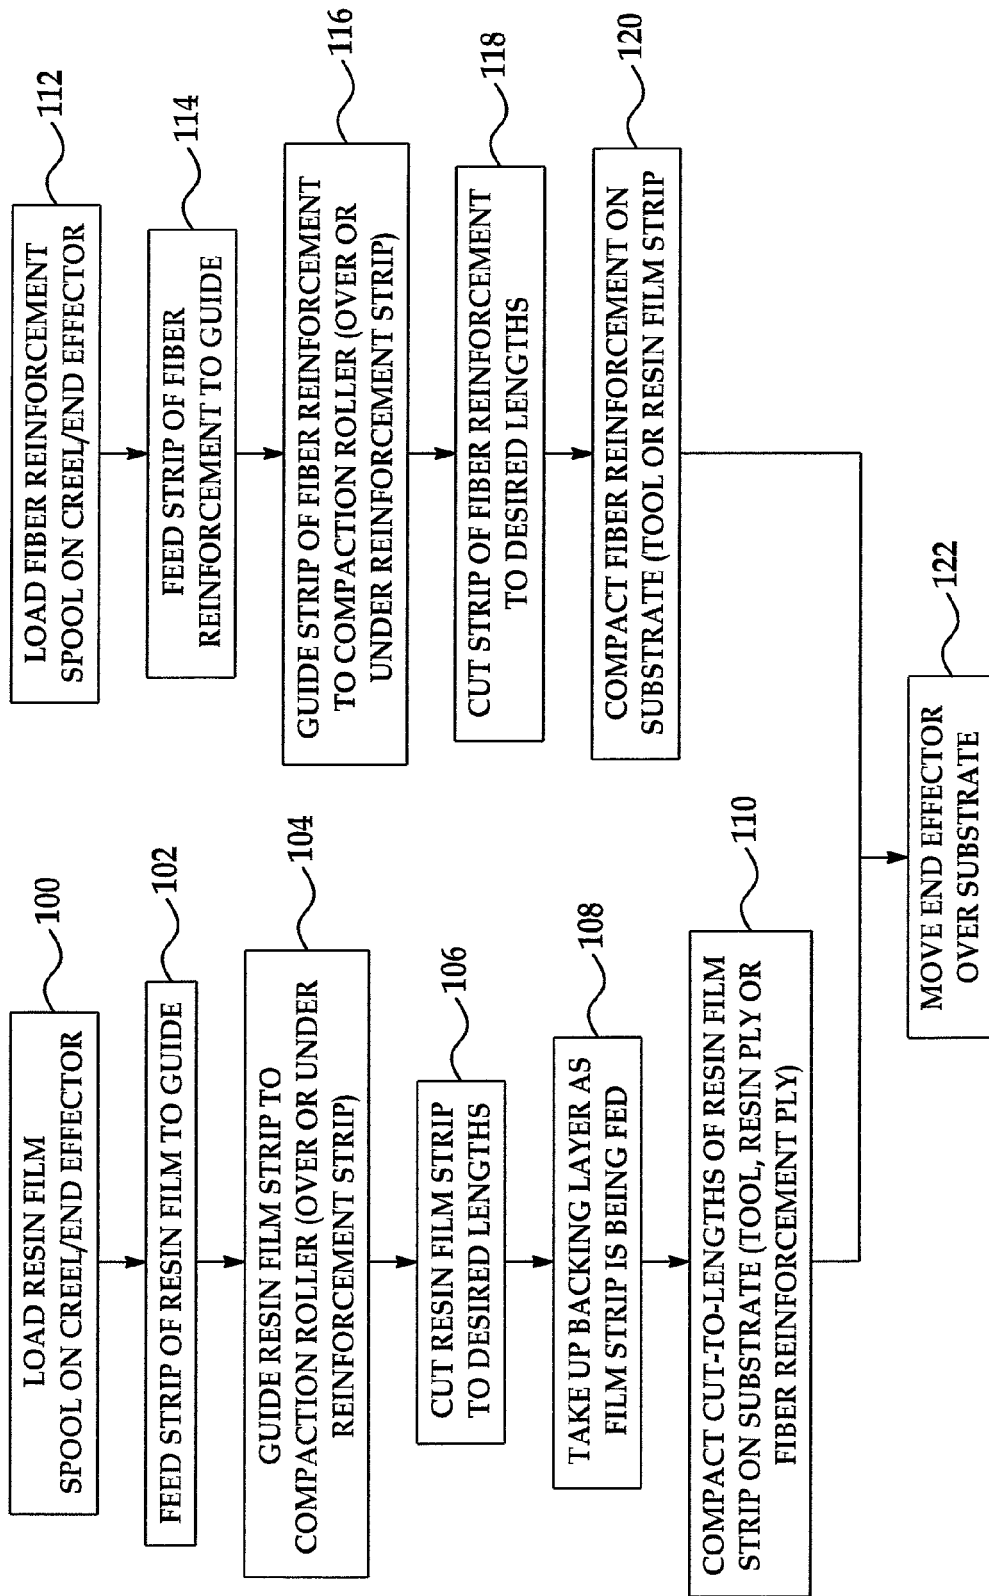 LOAD RESIN FILM
SPOOL ON CREEL/END EFFECTOR
100
FEED STRIP OF RESIN FILM TO GUIDE
102
GUIDE RESIN FILM STRIP TO
COMPACTION ROLLER (OVER OR UNDER
REINFORCEMENT STRIP)
104
CUT RESIN FILM STRIP
TO DESIRED LENGTHS
106
TAKE UP BACKING LAYER AS
FILM STRIP IS BEING FED
108
COMPACT CUT-TO-LENGTHS OF RESIN FILM
STRIP ON SUBSTRATE (TOOL, RESIN PLY OR
FIBER REINFORCEMENT PLY)
110
LOAD FIBER REINFORCEMENT
SPOOL ON CREEL/END EFFECTOR
112
FEED STRIP OF FIBER
REINFORCEMENT TO GUIDE
114
GUIDE STRIP OF FIBER REINFORCEMENT
TO COMPACTION ROLLER (OVER OR
UNDER REINFORCEMENT STRIP)
116
CUT STRIP OF FIBER REINFORCEMENT
TO DESIRED LENGTHS
118
COMPACT FIBER REINFORCEMENT ON
SUBSTRATE (TOOL OR RESIN FILM STRIP
120
MOVE END EFFECTOR
OVER SUBSTRATE
122